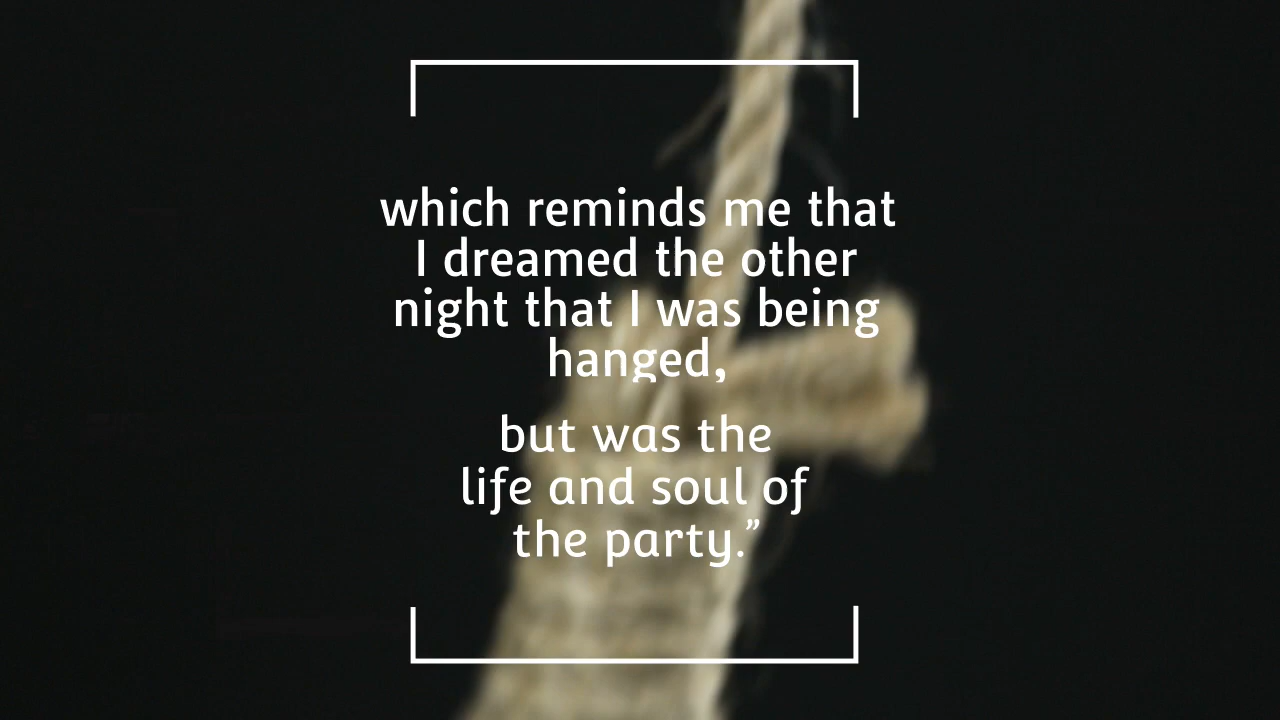 which reminds me that
I dreamed the other
night that I was being
hanged,
but was the
life and soul of
the party.”